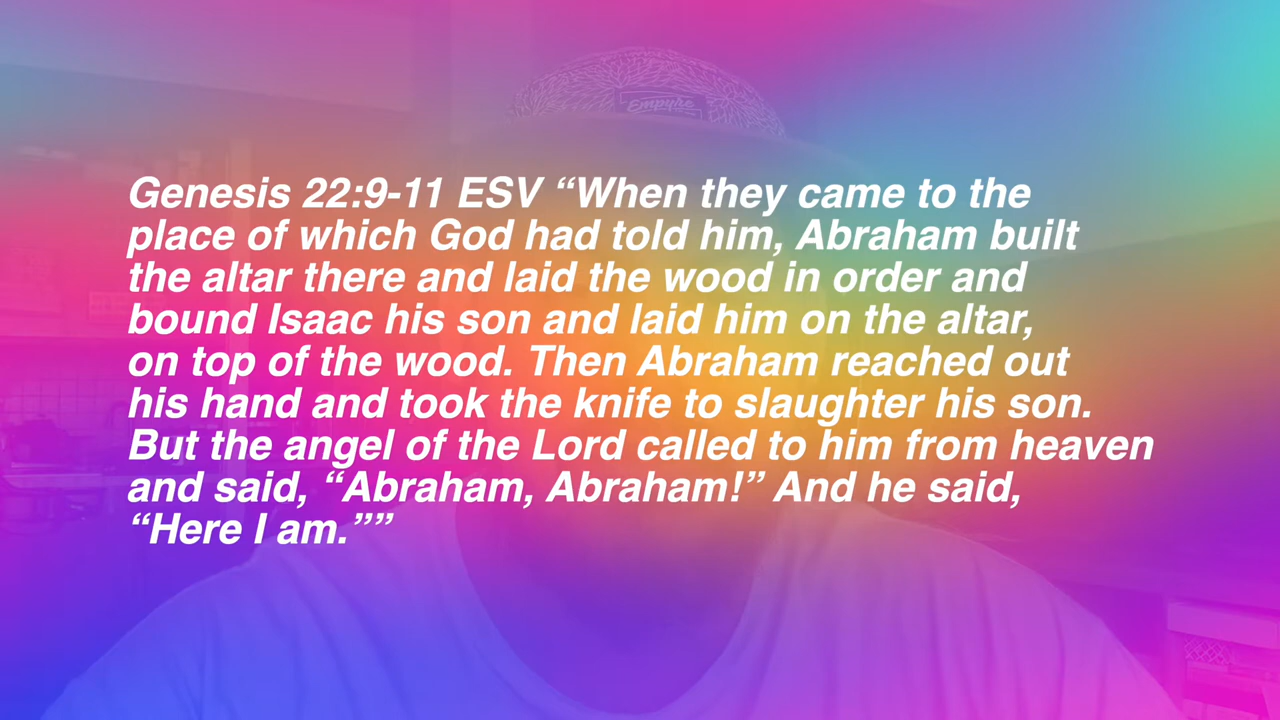 Empyre
Genesis 22:9-11 ESV “When they came to the
place of which God had told him, Abraham built
the altar there and laid the wood in order and
bound Isaac his son and laid him on the altar,
on top of the wood. Then Abraham reached out
his hand and took the knife to slaughter his son.
But the angel of the Lord called to him from heaven
and said, “Abraham, Abraham!” And he said,
“Here I am.””